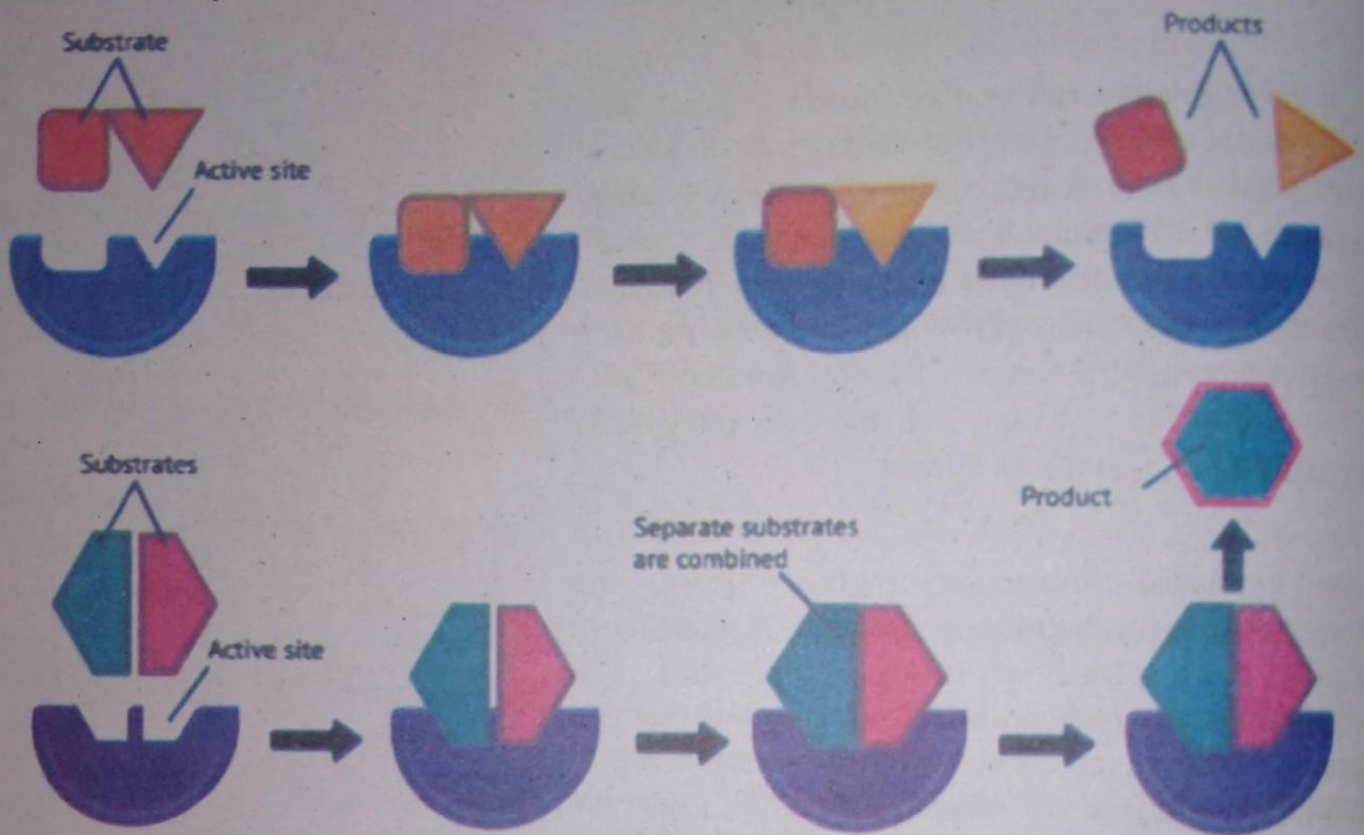 Substrate
Products
Active site
Substrates
Product
Separate substrates
are combined
Active site